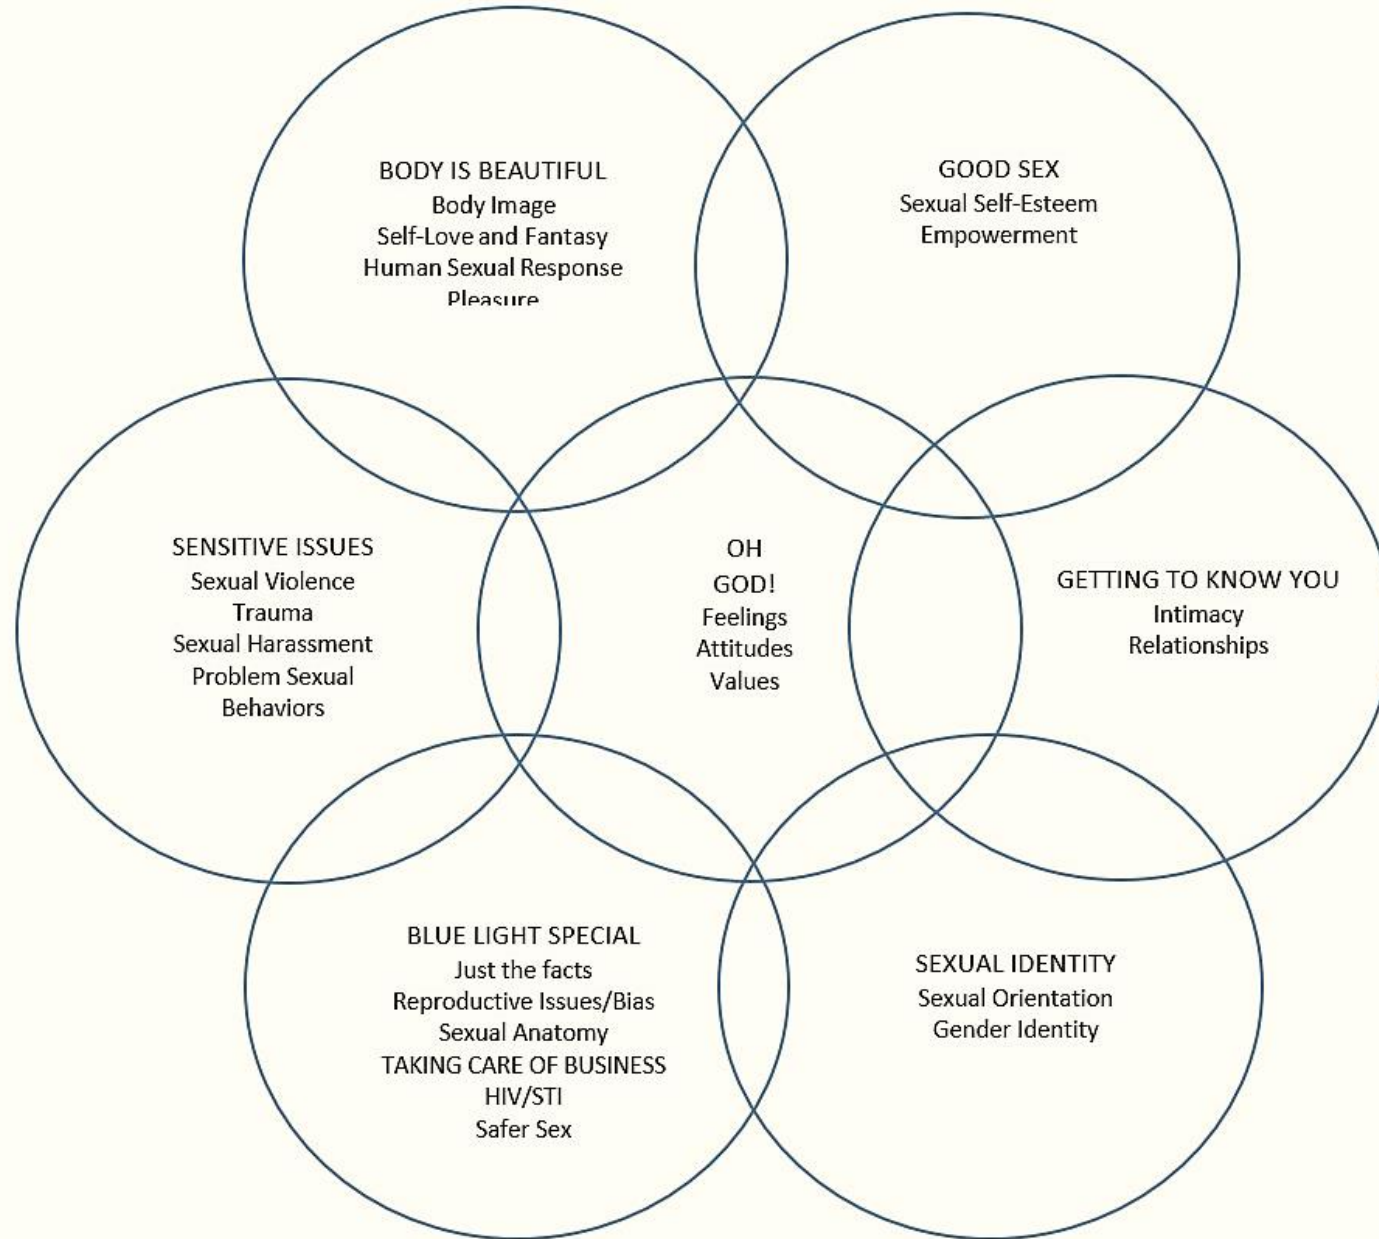 BODY IS BEAUTIFUL
Body Image
Self-Love and Fantasy
Human Sexual Response
Pleasure
GOOD SEX
Sexual Self-Esteem
Empowerment
SENSITIVE ISSUES
Sexual Violence
Trauma
Sexual Harassment
Problem Sexual
Behaviors
OH
GOD!
Feelings
Attitudes
Values
GETTING TO KNOW YOU
Intimacy
Relationships
BLUE LIGHT SPECIAL
Just the facts
Reproductive Issues/Bias
Sexual Anatomy
TAKING CARE OF BUSINESS
HIV/STI
Safer Sex
SEXUAL IDENTITY
Sexual Orientation
Gender Identity